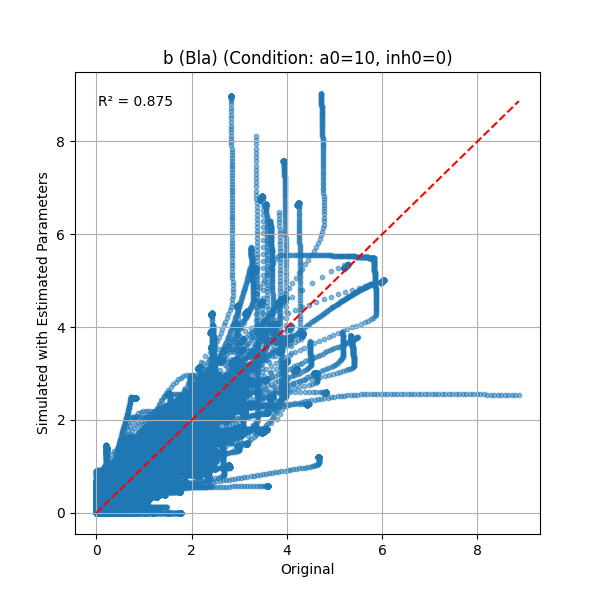 b (Bla) (Condition: a0=10, inh0=0)
R² = 0.875
Simulated with Estimated Parameters
8
6
4
2
0
0 2 4 6 8
Original